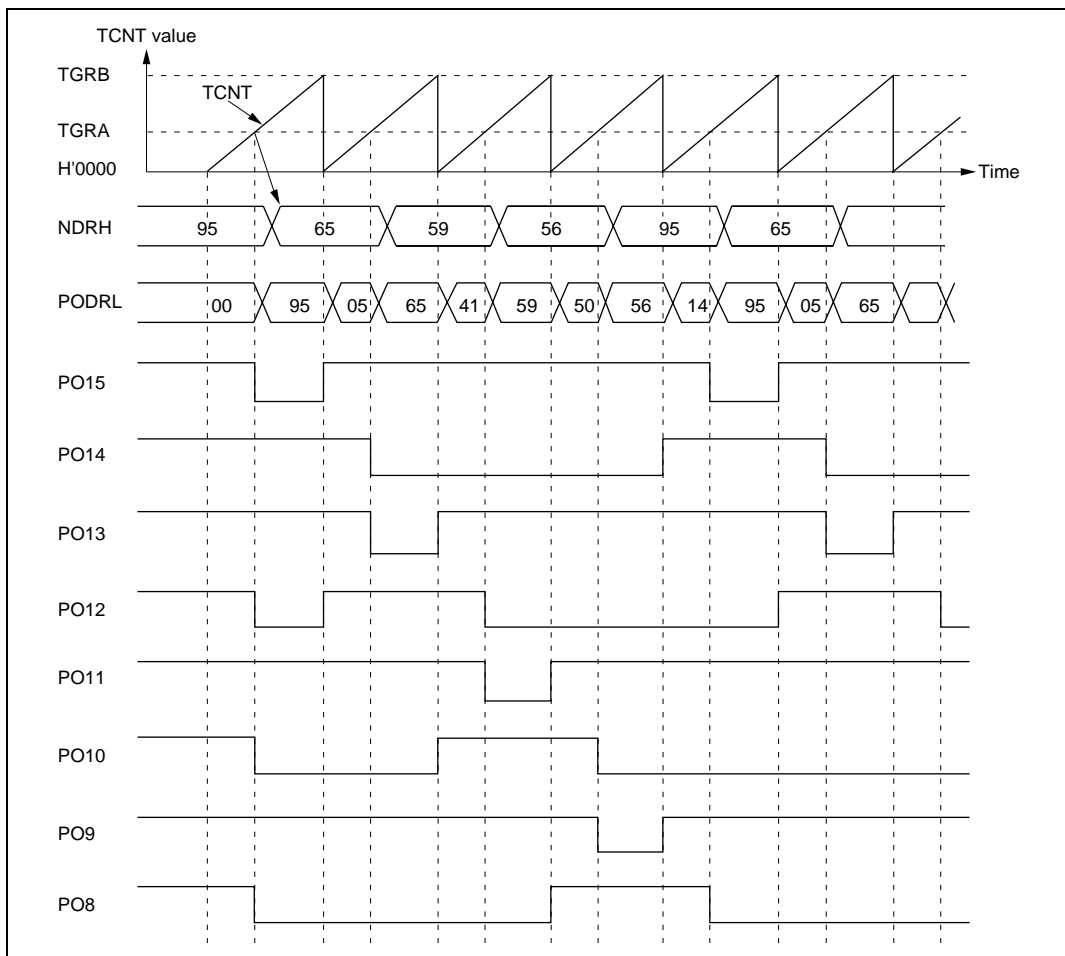 TCNT value
TGRB
TCNT
TGRA
H'0000
Time
NDRH 95 65 59 56 95 65
PODRL 00 95 05 65 41 59 50 56 14 95 05 65
PO15
PO14
PO13
PO12
PO11
PO10
PO9
PO8